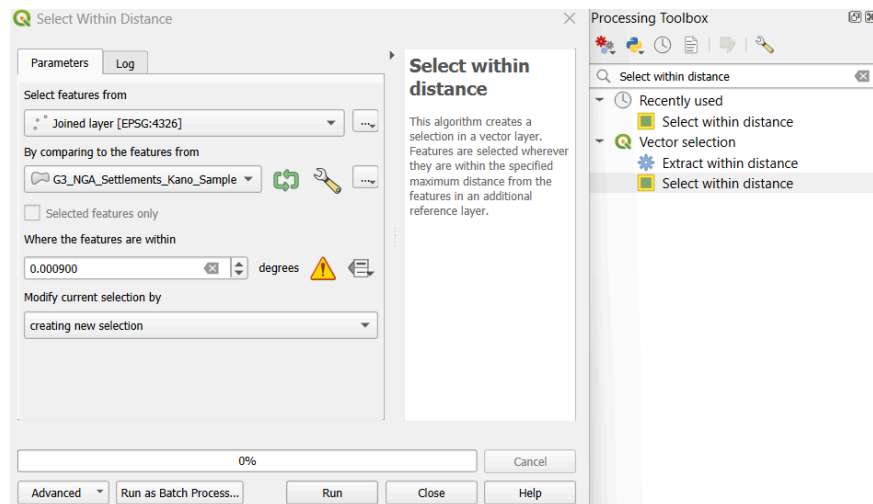 Select Within Distance
Parameters
Log
Select features from
Joined layer [EPSG:4326]
...
By comparing to the features from
G3_NGA_Settlements_Kano_Sample
...
Selected features only
Where the features are within
0.000900
degrees
Modify current selection by
creating new selection
Select within
distance
This algorithm creates a
selection in a vector layer.
Features are selected wherever
they are within the specified
maximum distance from the
features in an additional
reference layer.
0%
Cancel
Advanced
Run as Batch Process...
Run
Close
Help
Processing Toolbox
Select within distance
Recently used
Select within distance
Vector selection
Extract within distance
Select within distance